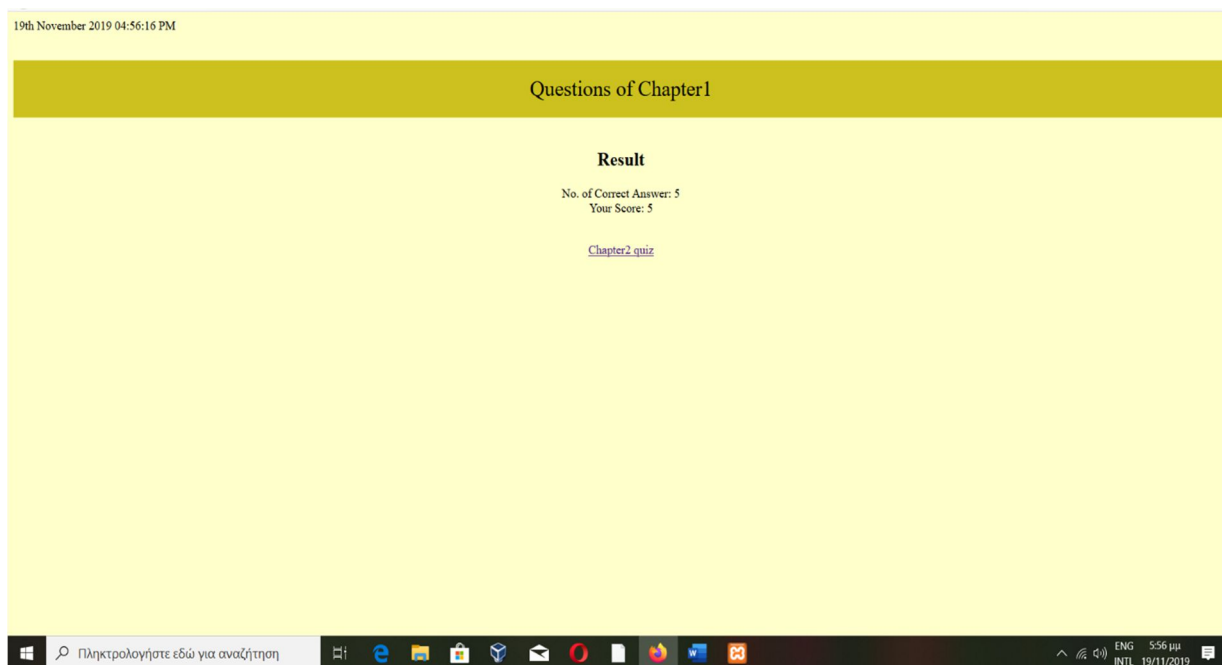 19th November 2019 04:56:16 PM
Questions of Chapter1
Result
No. of Correct Answer: 5
Your Score: 5
Chapter2 quiz
Πληκτρολογήστε εδώ για αναζήτηση
ENG 5:56 μμ
INTL 19/11/2019